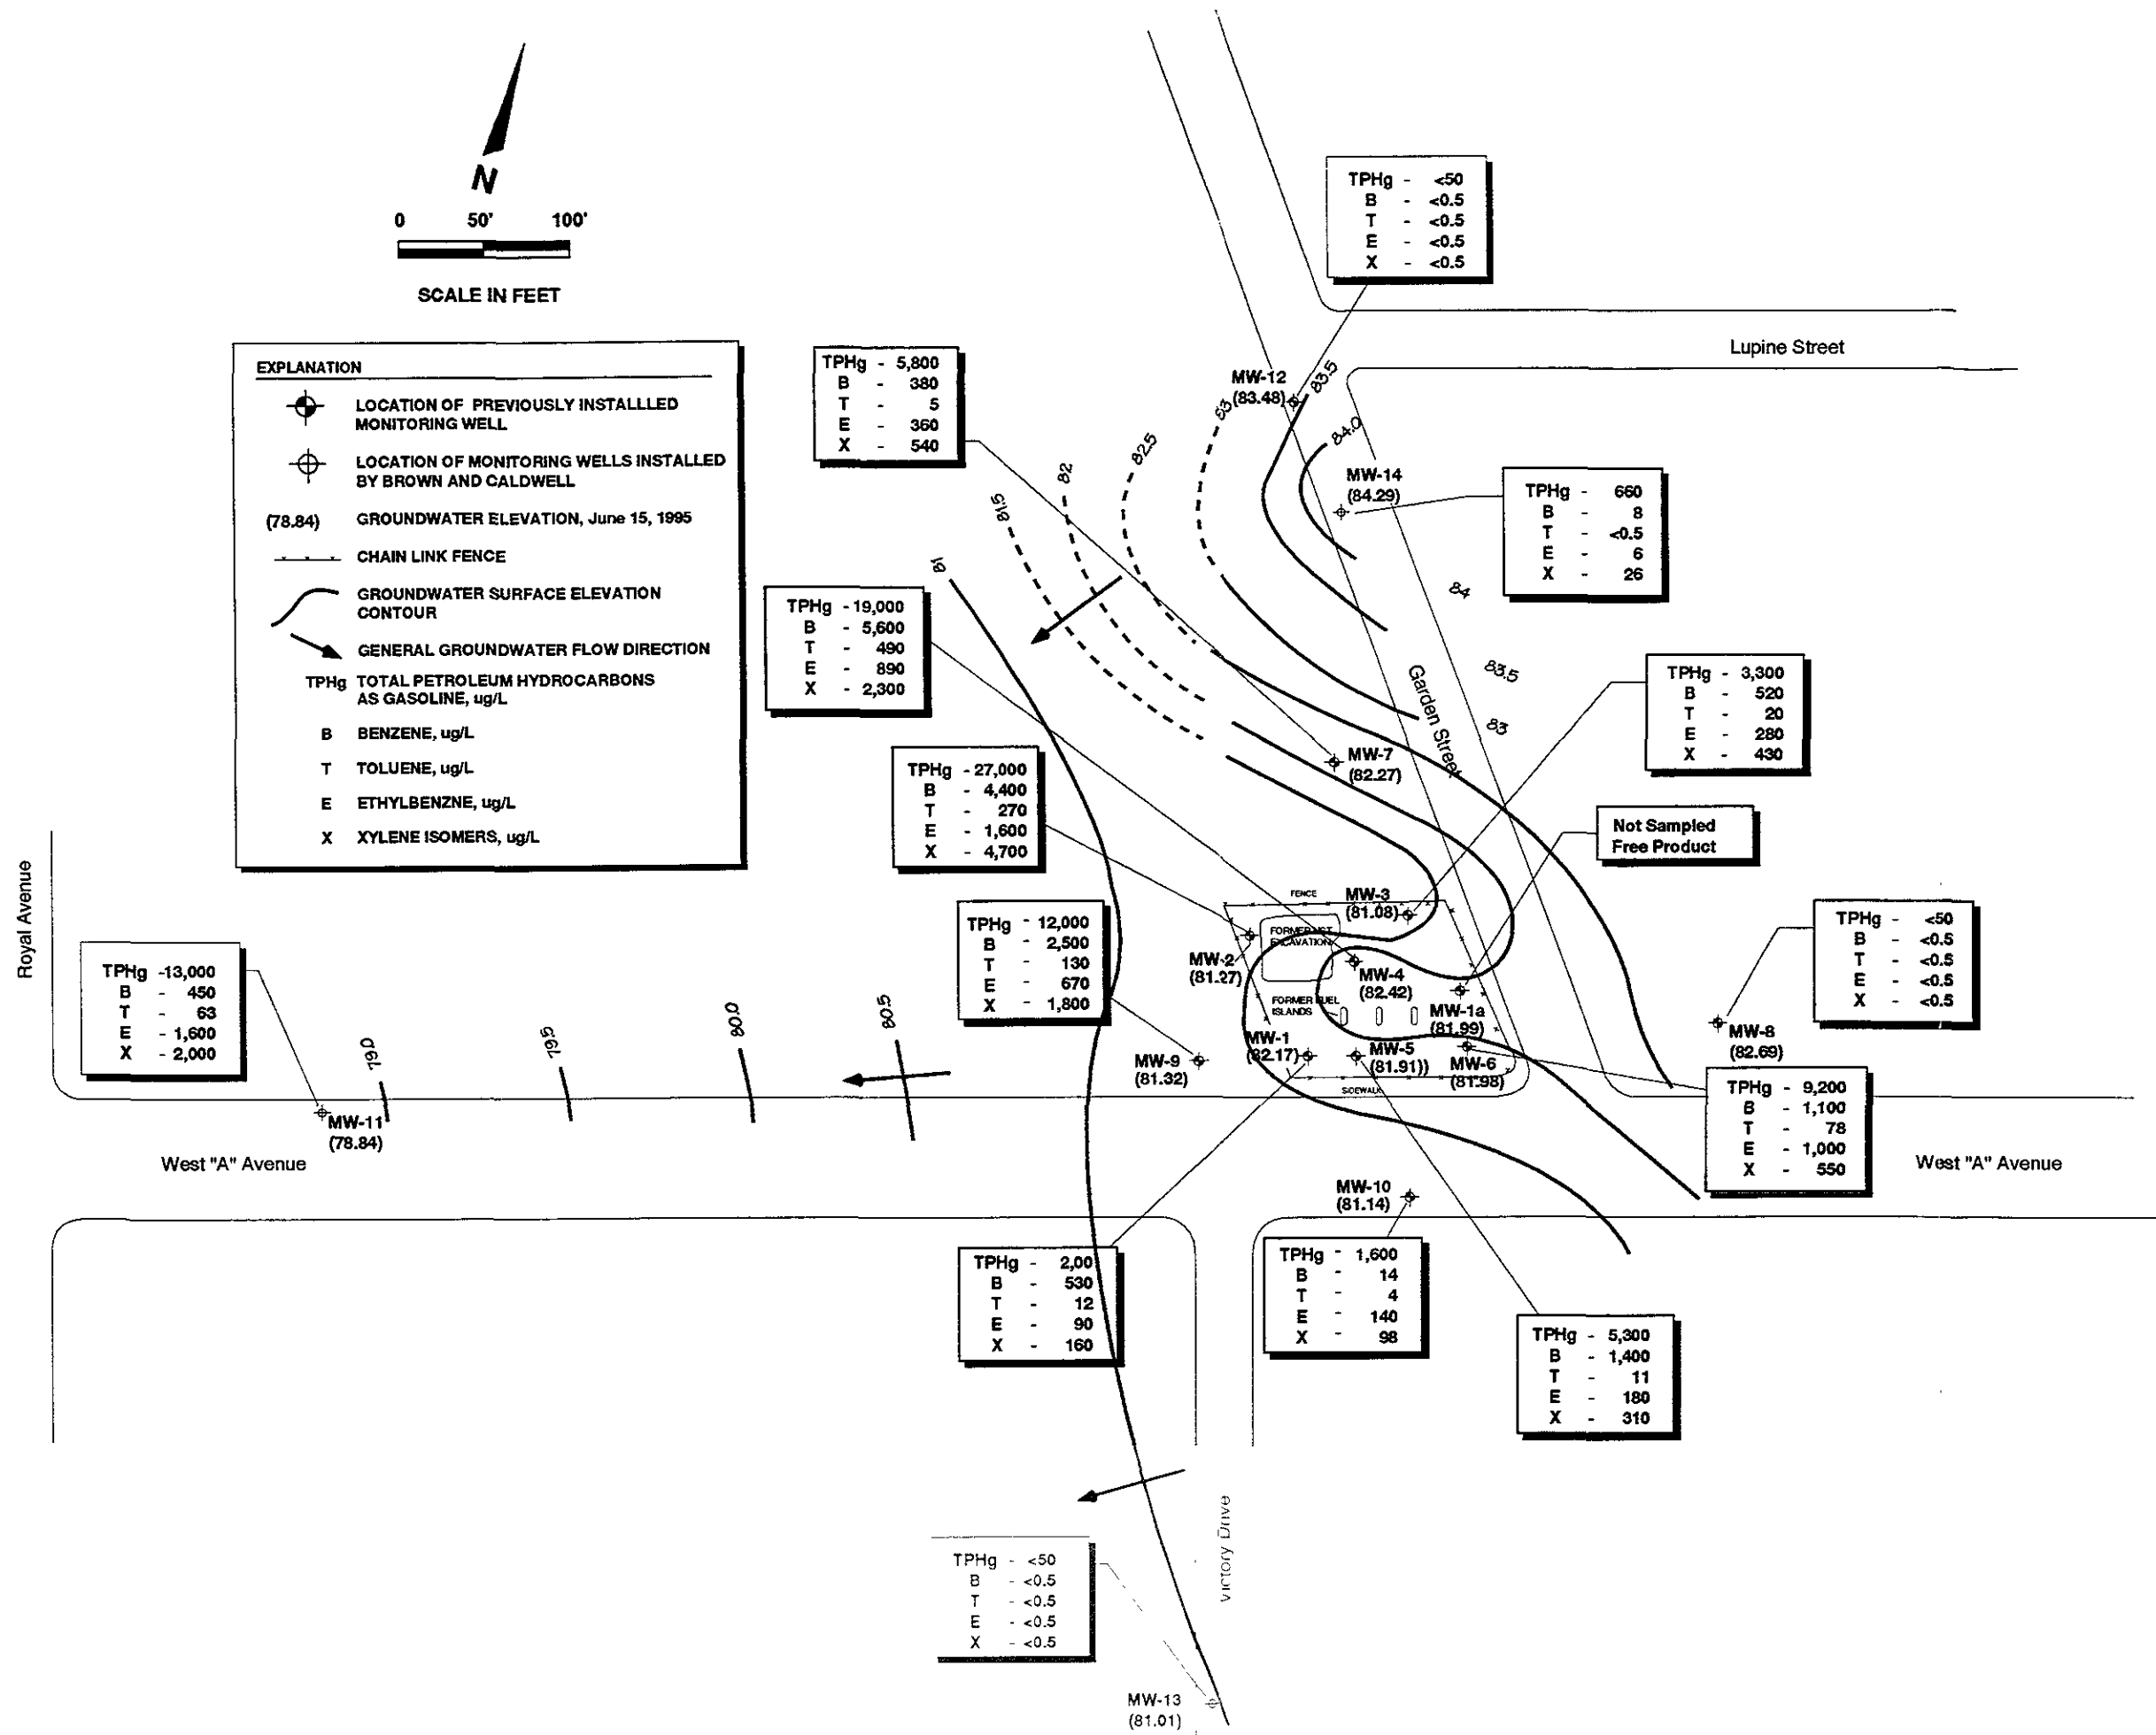 N
0 50' 100'
SCALE IN FEET
EXPLANATION
LOCATION OF PREVIOUSLY INSTALLLED
MONITORING WELL
LOCATION OF MONITORING WELLS INSTALLED
BY BROWN AND CALDWELL
(78.84) GROUNDWATER ELEVATION, June 15, 1995
CHAIN LINK FENCE
GROUNDWATER SURFACE ELEVATION
CONTOUR
GENERAL GROUNDWATER FLOW DIRECTION
TPHg TOTAL PETROLEUM HYDROCARBONS
AS GASOLINE, ug/L
B BENZENE, ug/L
T TOLUENE, ug/L
E ETHYLBENZNE, ug/L
X XYLENE ISOMERS, ug/L
TPHg - <50
B - <0.5
T - <0.5
E - <0.5
X - <0.5
Lupine Street
TPHg - 5,800
B - 380
T - 5
E - 360
X - 540
MW-12
(83.48)
83.5
83
84.0
82.5
82
81.5
81
MW-14
(84.29)
TPHg - 660
B - 8
T - <0.5
E - 6
X - 26
84
83.5
83
TPHg - 19,000
B - 5,600
T - 490
E - 890
X - 2,300
Garden Street
TPHg - 3,300
B - 520
T - 20
E - 280
X - 430
MW-7
(82.27)
TPHg - 27,000
B - 4,400
T - 270
E - 1,600
X - 4,700
Not Sampled
Free Product
Royal Avenue
FENCE
MW-3
(81.08)
FORMER UST
EXCAVATION
MW-2
(81.27)
MW-4
(82.42)
FORMER FUEL
ISLANDS
MW-1a
(81.99)
MW-1
(82.17)
MW-5
(81.91))
MW-6
(81.98)
SIDEWALK
TPHg - 12,000
B - 2,500
T - 130
E - 670
X - 1,800
MW-9
(81.32)
TPHg - <50
B - <0.5
T - <0.5
E - <0.5
X - <0.5
MW-8
(82.69)
TPHg -13,000
B - 450
T - 63
E - 1,600
X - 2,000
79.0
79.5
80.0
80.5
MW-11
(78.84)
West "A" Avenue
TPHg - 9,200
B - 1,100
T - 78
E - 1,000
X - 550
West "A" Avenue
MW-10
(81.14)
TPHg - 2,00
B - 530
T - 12
E - 90
X - 160
TPHg - 1,600
B - 14
T - 4
E - 140
X - 98
TPHg - 5,300
B - 1,400
T - 11
E - 180
X - 310
Victory Drive
TPHg - <50
B - <0.5
T - <0.5
E - <0.5
X - <0.5
MW-13
(81.01)